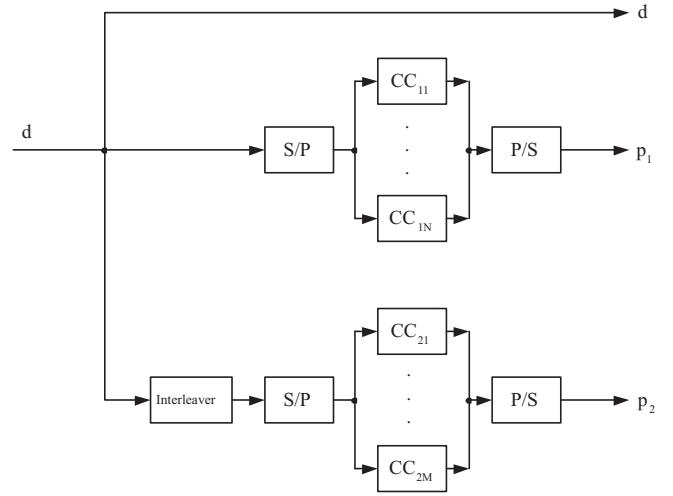 d
d
CC11
S/P
P/S
p1
CC1N
CC21
Interleaver
S/P
P/S
p2
CC2M